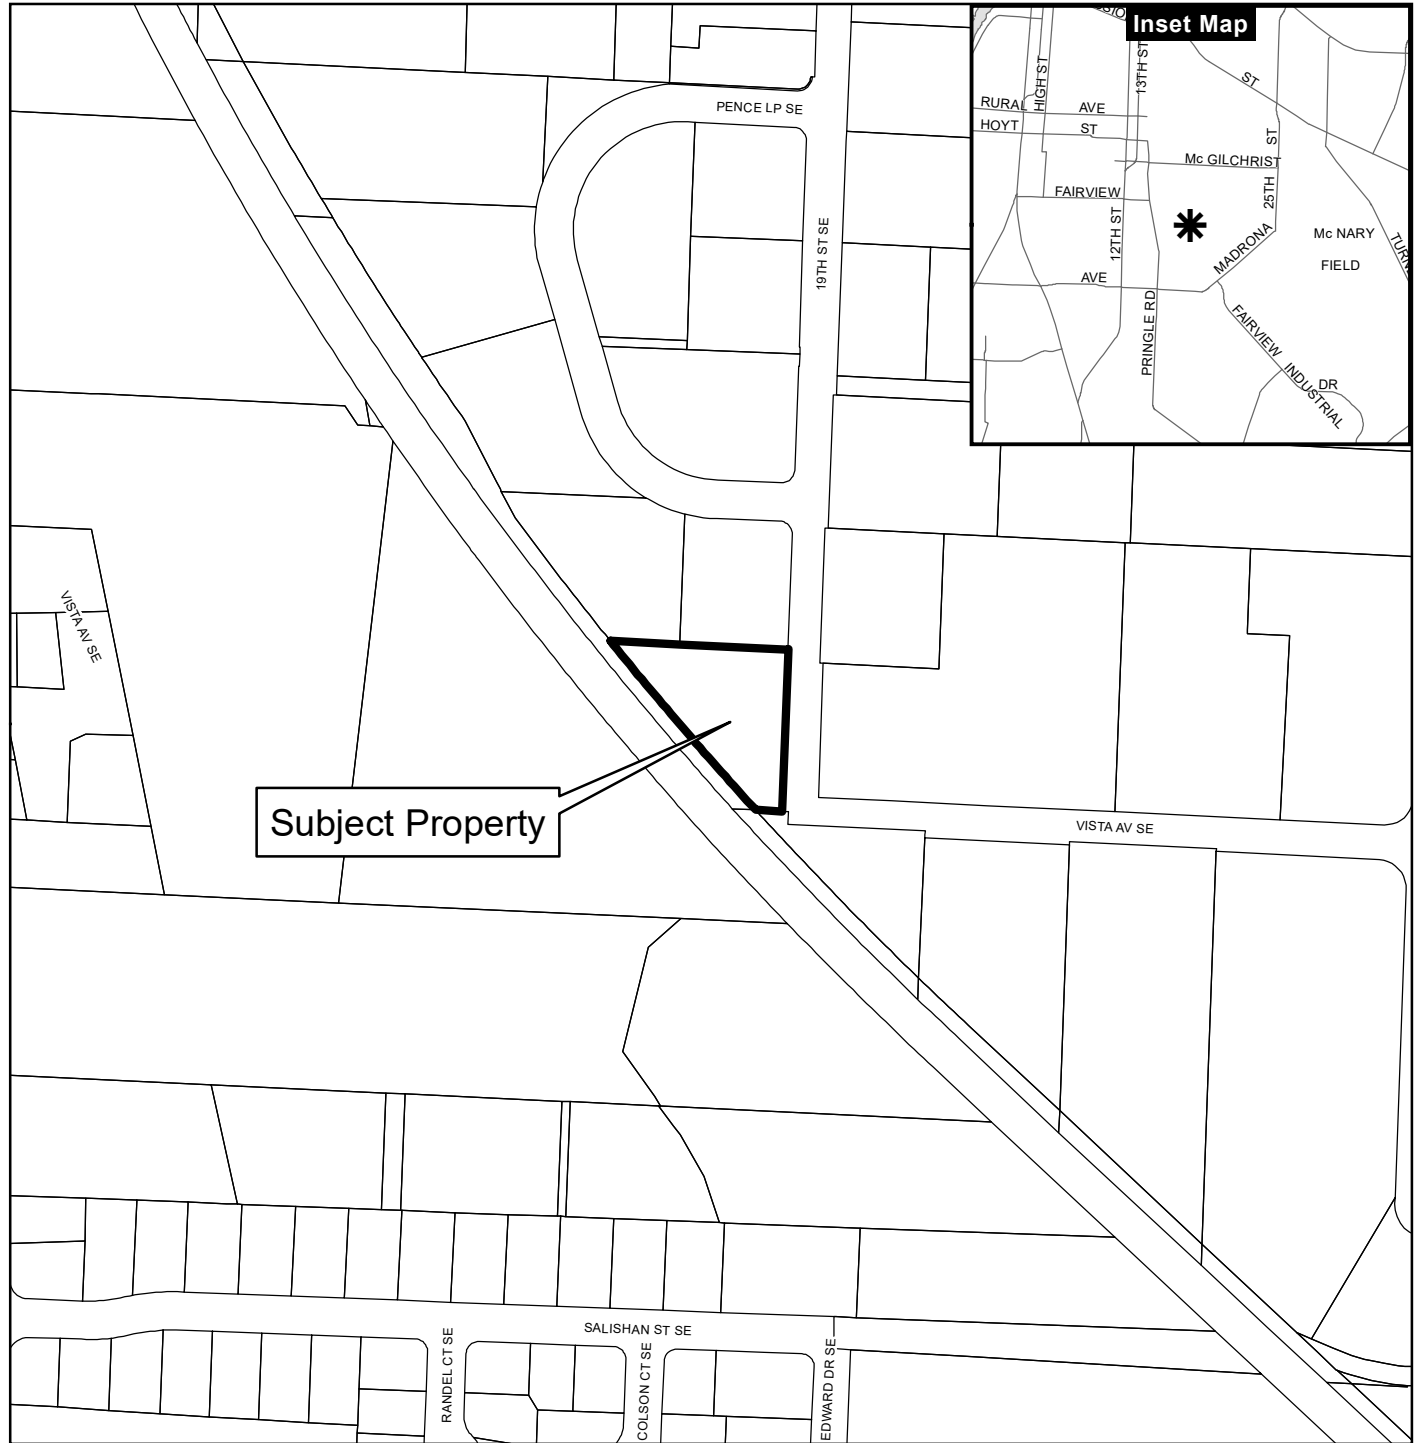 Inset Map
HIGH ST
13TH ST
ST
RURAL AVE
HOYT ST
Mc GILCHRIST
25TH ST
FAIRVIEW
12TH ST
MADRONA
Mc NARY
FIELD
AVE
PRINGLE RD
FAIRVIEW INDUSTRIAL
DR
PENCE LP SE
19TH ST SE
VISTA AV SE
Subject Property
VISTA AV SE
SALISHAN ST SE
RANDEL CT SE
COLSON CT SE
EDWARD DR SE